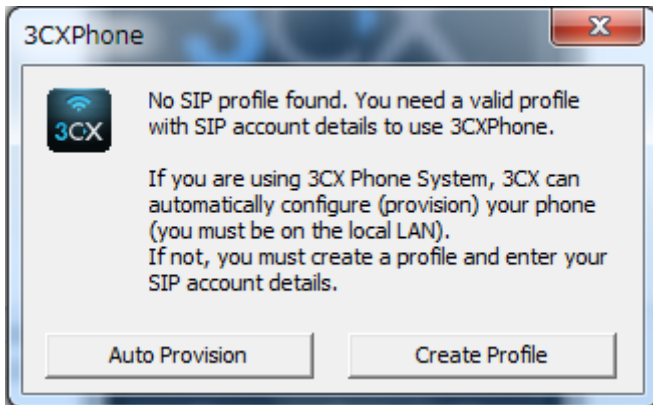 3CXPhone
3CX
No SIP profile found. You need a valid profile
with SIP account details to use 3CXPhone.
If you are using 3CX Phone System, 3CX can
automatically configure (provision) your phone
(you must be on the local LAN).
If not, you must create a profile and enter your
SIP account details.
Auto Provision
Create Profile